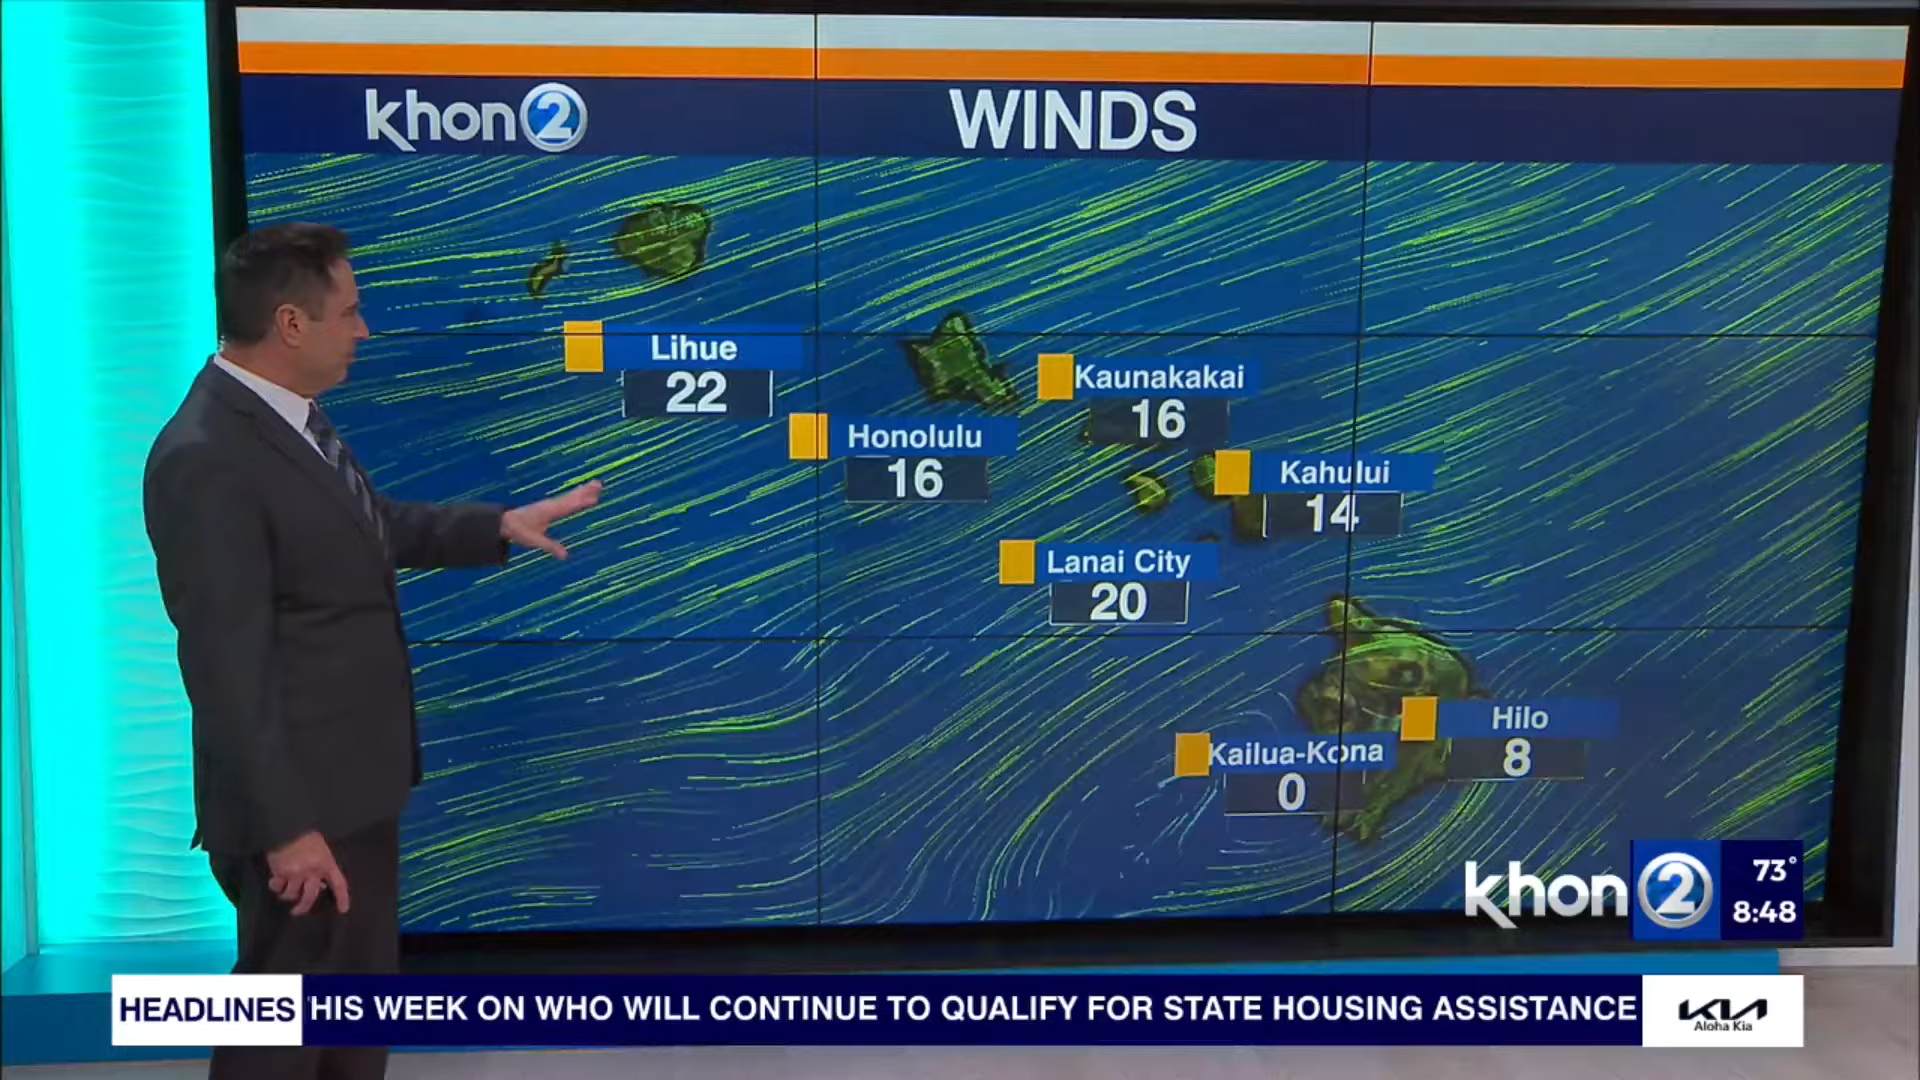 khon2
WINDS
Lihue
22
Honolulu
16
Kaunakakai
16
Kahului
14
Lanai City
20
Hilo
8
Kailua-Kona
0
khon2
73°
8:48
HEADLINES
HIS WEEK ON WHO WILL CONTINUE TO QUALIFY FOR STATE HOUSING ASSISTANCE
KIA
Aloha Kia